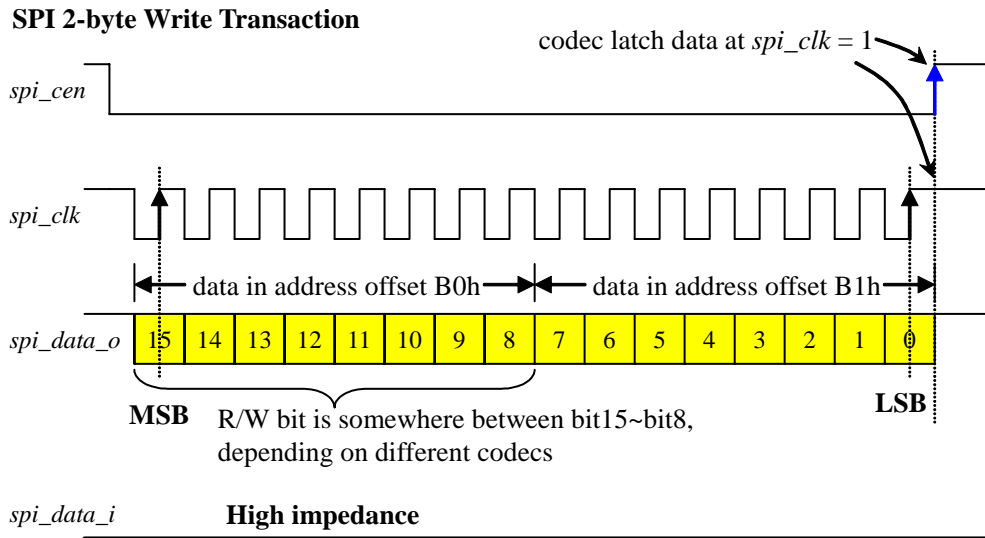 SPI 2-byte Write Transaction
codec latch data at spi_clk = 1
spi_cen
spi_clk
data in address offset B0h
data in address offset B1h
spi_data_o
15 14 13 12 11 10 9 8 7 6 5 4 3 2 1 0
MSB
LSB
R/W bit is somewhere between bit15~bit8,
depending on different codecs
spi_data_i
High impedance